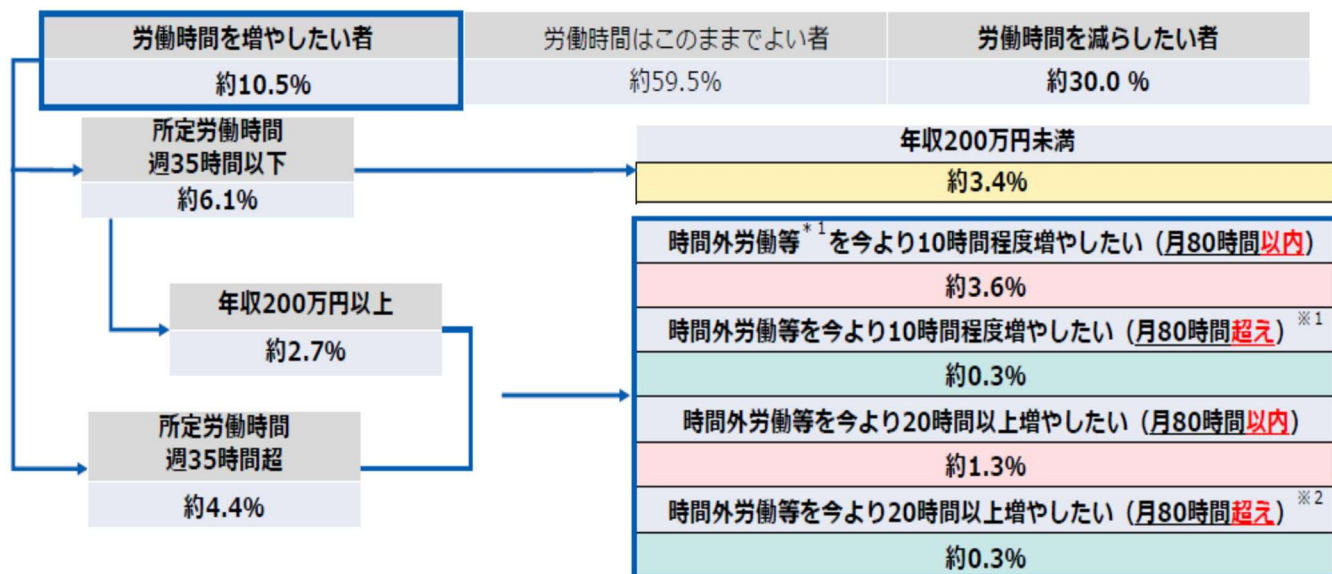 労働時間を増やしたい者
約10.5%
労働時間はこのままでよい者
約59.5%
労働時間を減らしたい者
約30.0 %
所定労働時間
週35時間以下
約6.1%
年収200万円未満
約3.4%
年収200万円以上
約2.7%
所定労働時間
週35時間超
約4.4%
時間外労働等*1を今より10時間程度増やしたい（月80時間以内）
約3.6%
時間外労働等を今より10時間程度増やしたい（月80時間超え）※1
約0.3%
時間外労働等を今より20時間以上増やしたい（月80時間以内）
約1.3%
時間外労働等を今より20時間以上増やしたい（月80時間超え）※2
約0.3%